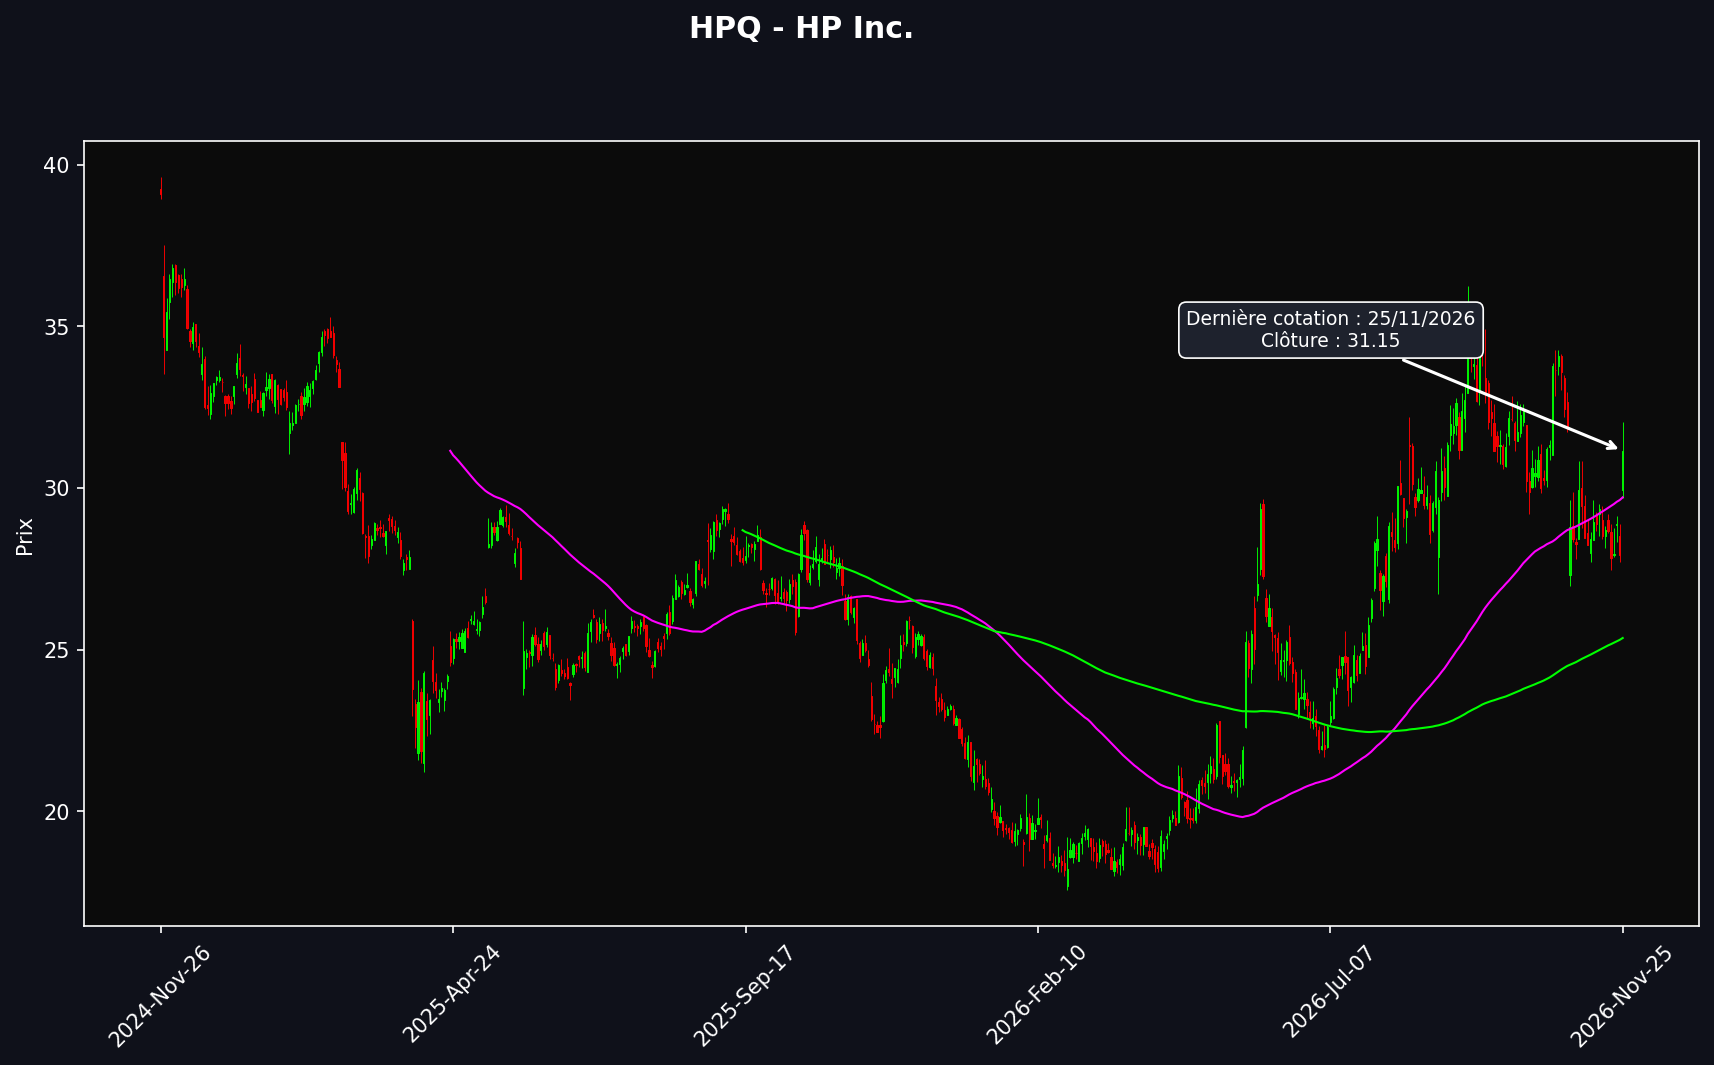 HPQ - HP Inc.
40
35
30
25
20
Prix
Dernière cotation : 25/11/2026
Clôture : 31.15
2024-Nov-26
2025-Apr-24
2025-Sep-17
2026-Feb-10
2026-Jul-07
2026-Nov-25